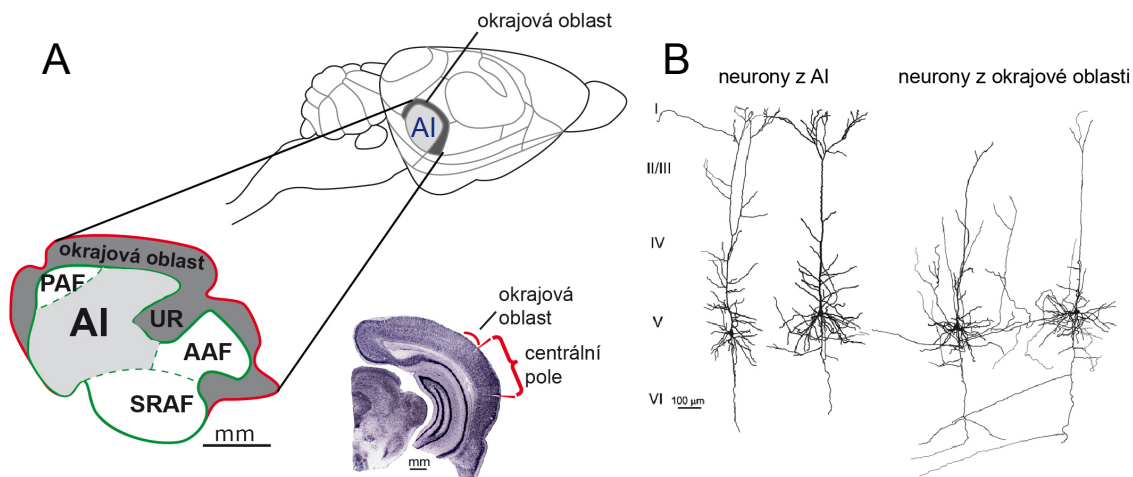 A
okrajová oblast
AI
okrajová oblast
PAF
AI
UR
AAF
SRAF
mm
okrajová
oblast
centrální
pole
mm
B
neurony z AI
neurony z okrajové oblasti
I
II/III
IV
V
VI
100 µm